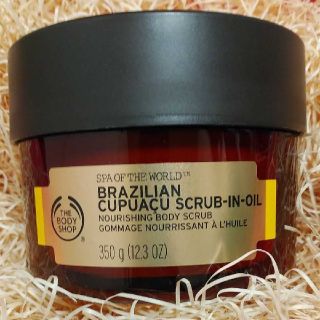 SPA OF THE WORLD™
BRAZILIAN
CUPUAÇU SCRUB-IN-OIL
NOURISHING BODY SCRUB
GOMMAGE NOURRISSANT À L'HUILE
350 g (12.3 OZ)
THE
BODY
SHOP